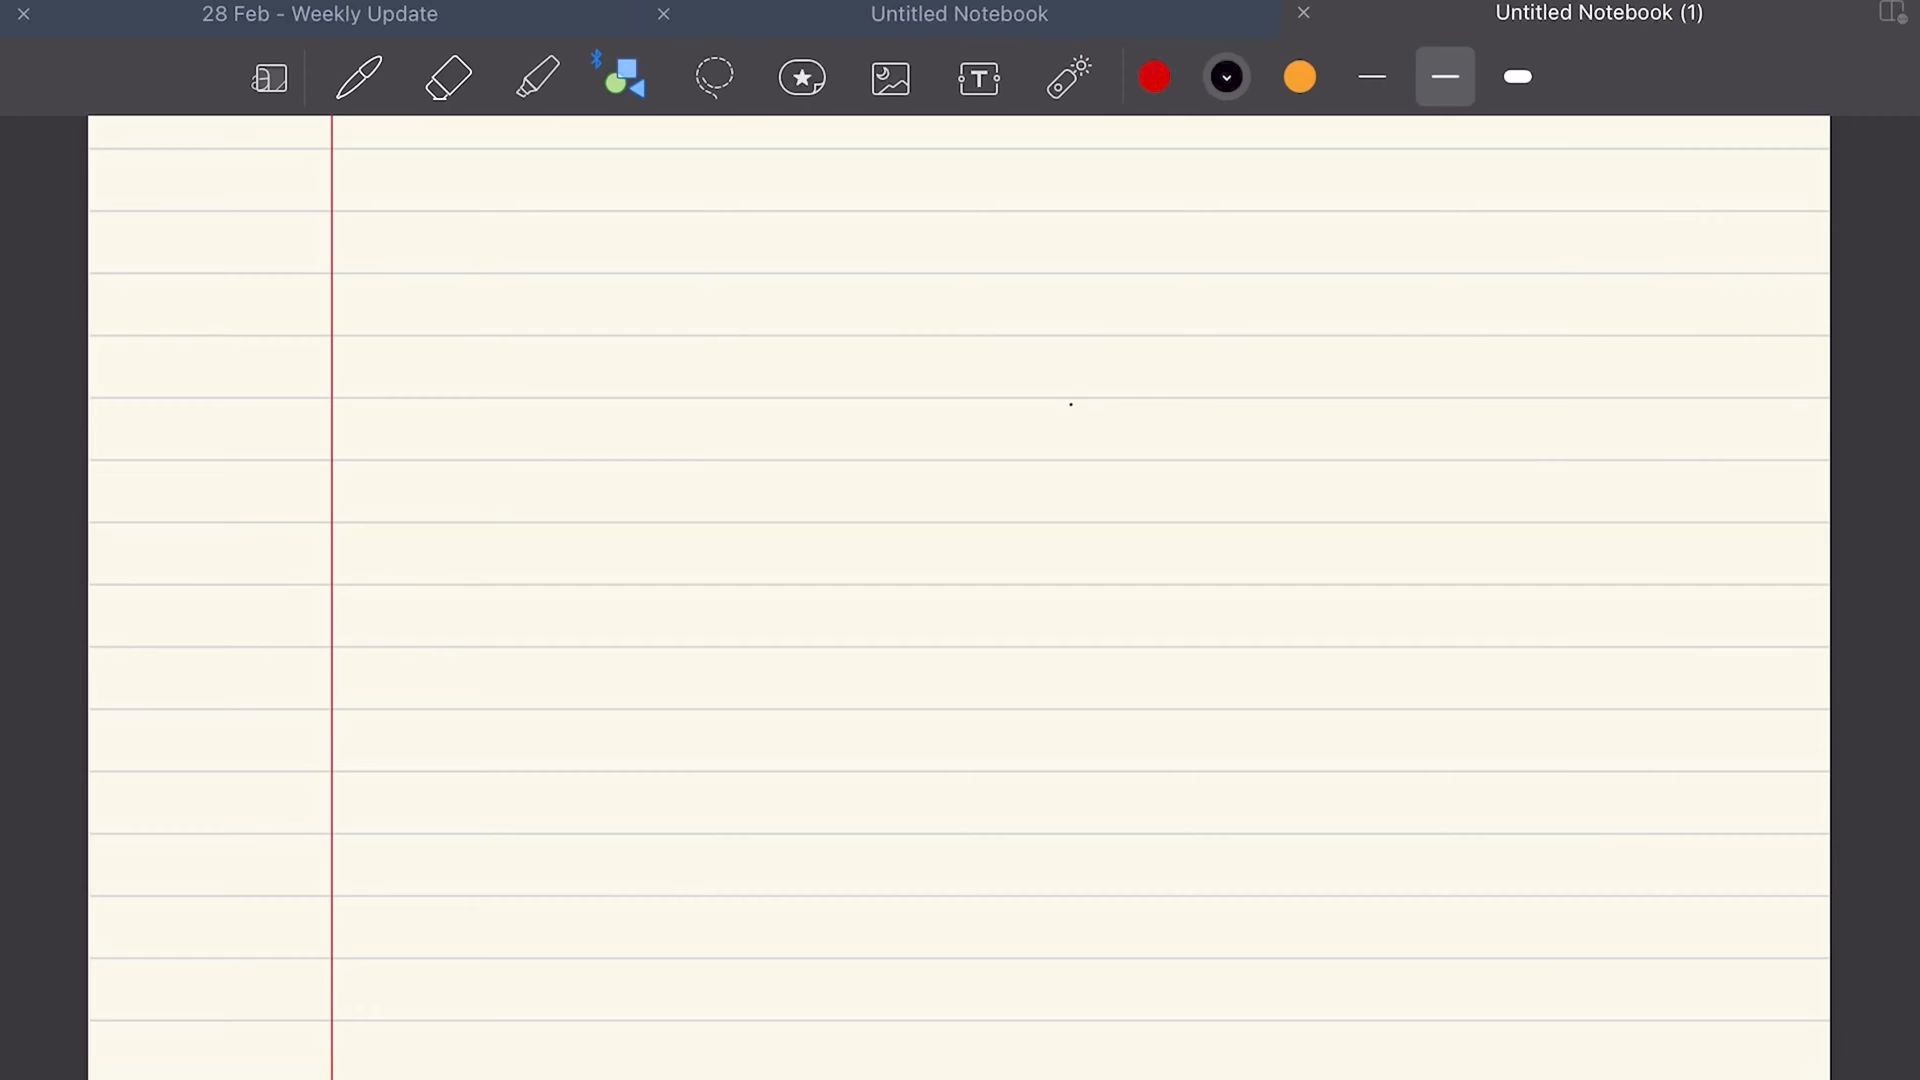 28 Feb - Weekly Update
Untitled Notebook
Untitled Notebook (1)
T